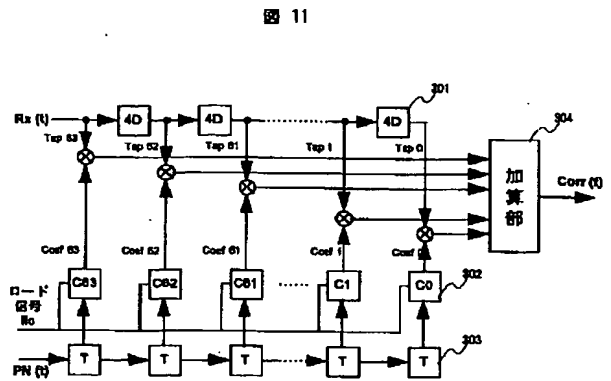 図 11
301
304
Rx (t)
4D
4D
4D
Tap 63
Tap 62
Tap 61
Tap 1
Tap 0
加算部
Corr (t)
Coef 63
Coef 62
Coef 61
Coef 1
Coef 0
302
C63
C62
C61
C1
C0
ロード
信号
No
303
T
T
T
T
T
PN (t)